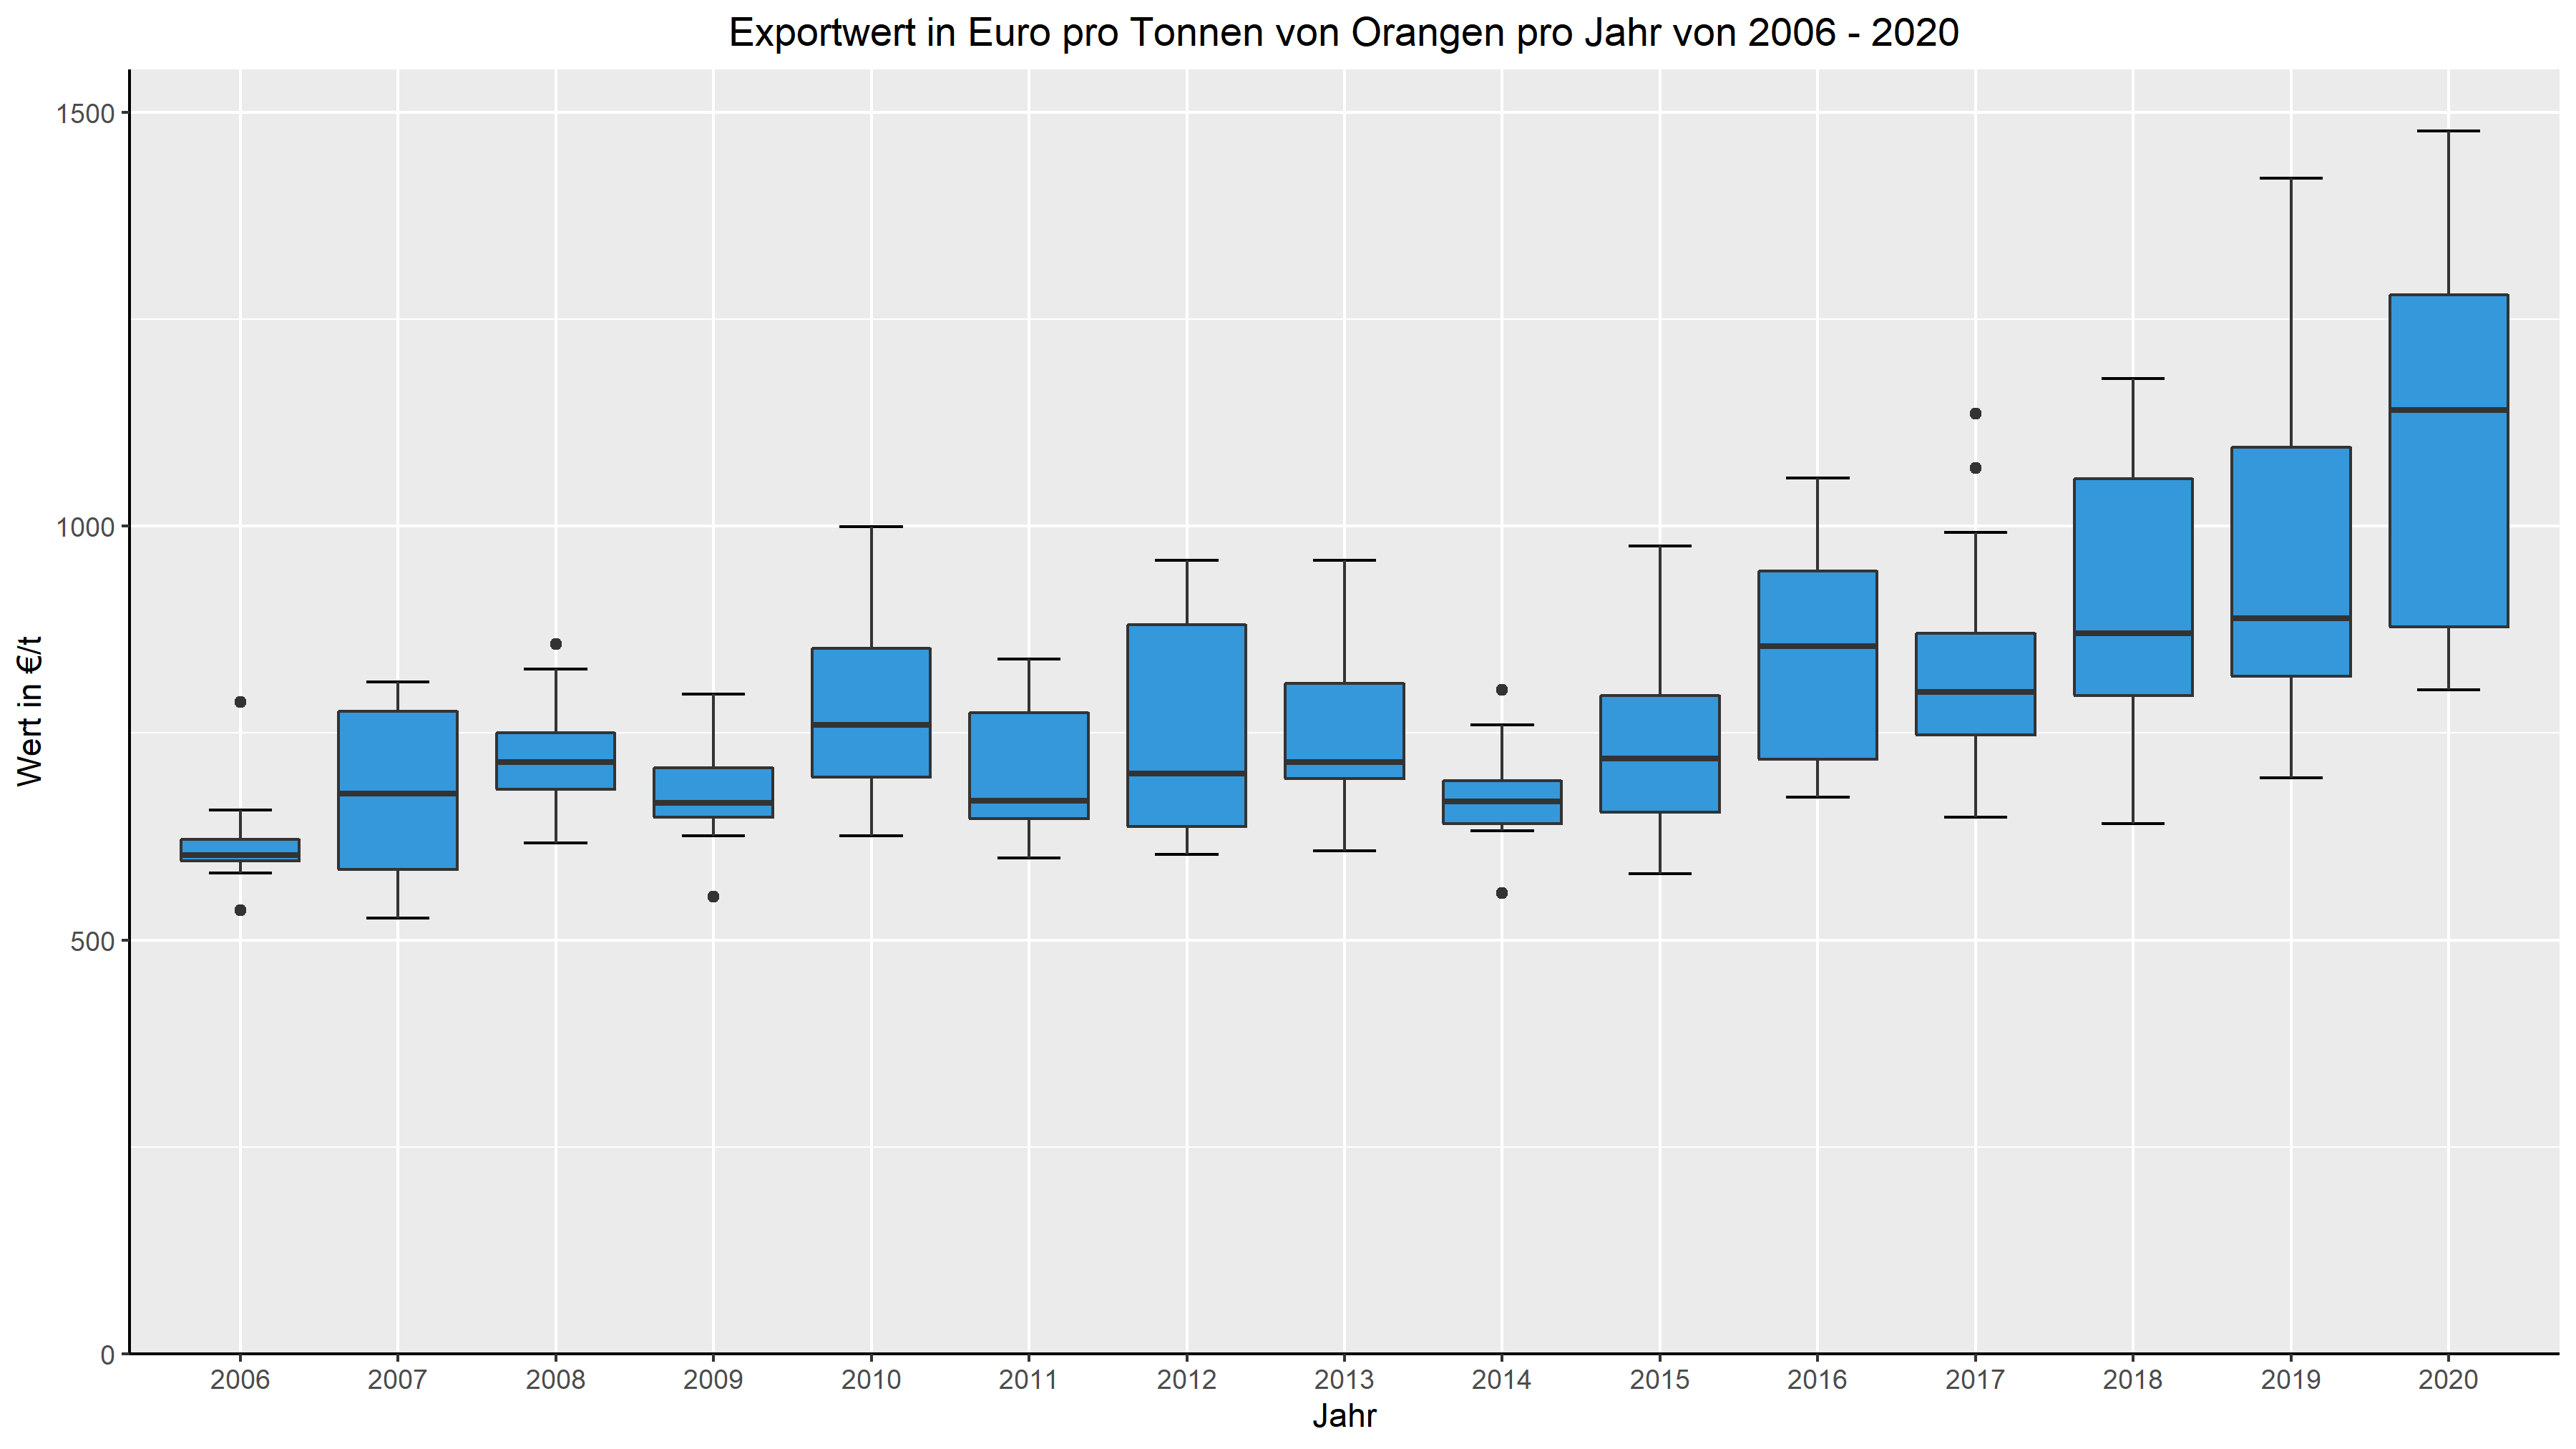 Exportwert in Euro pro Tonnen von Orangen pro Jahr von 2006 - 2020
Wert in €/t
1500
1000
500
0
2006 2007 2008 2009 2010 2011 2012 2013 2014 2015 2016 2017 2018 2019 2020
Jahr